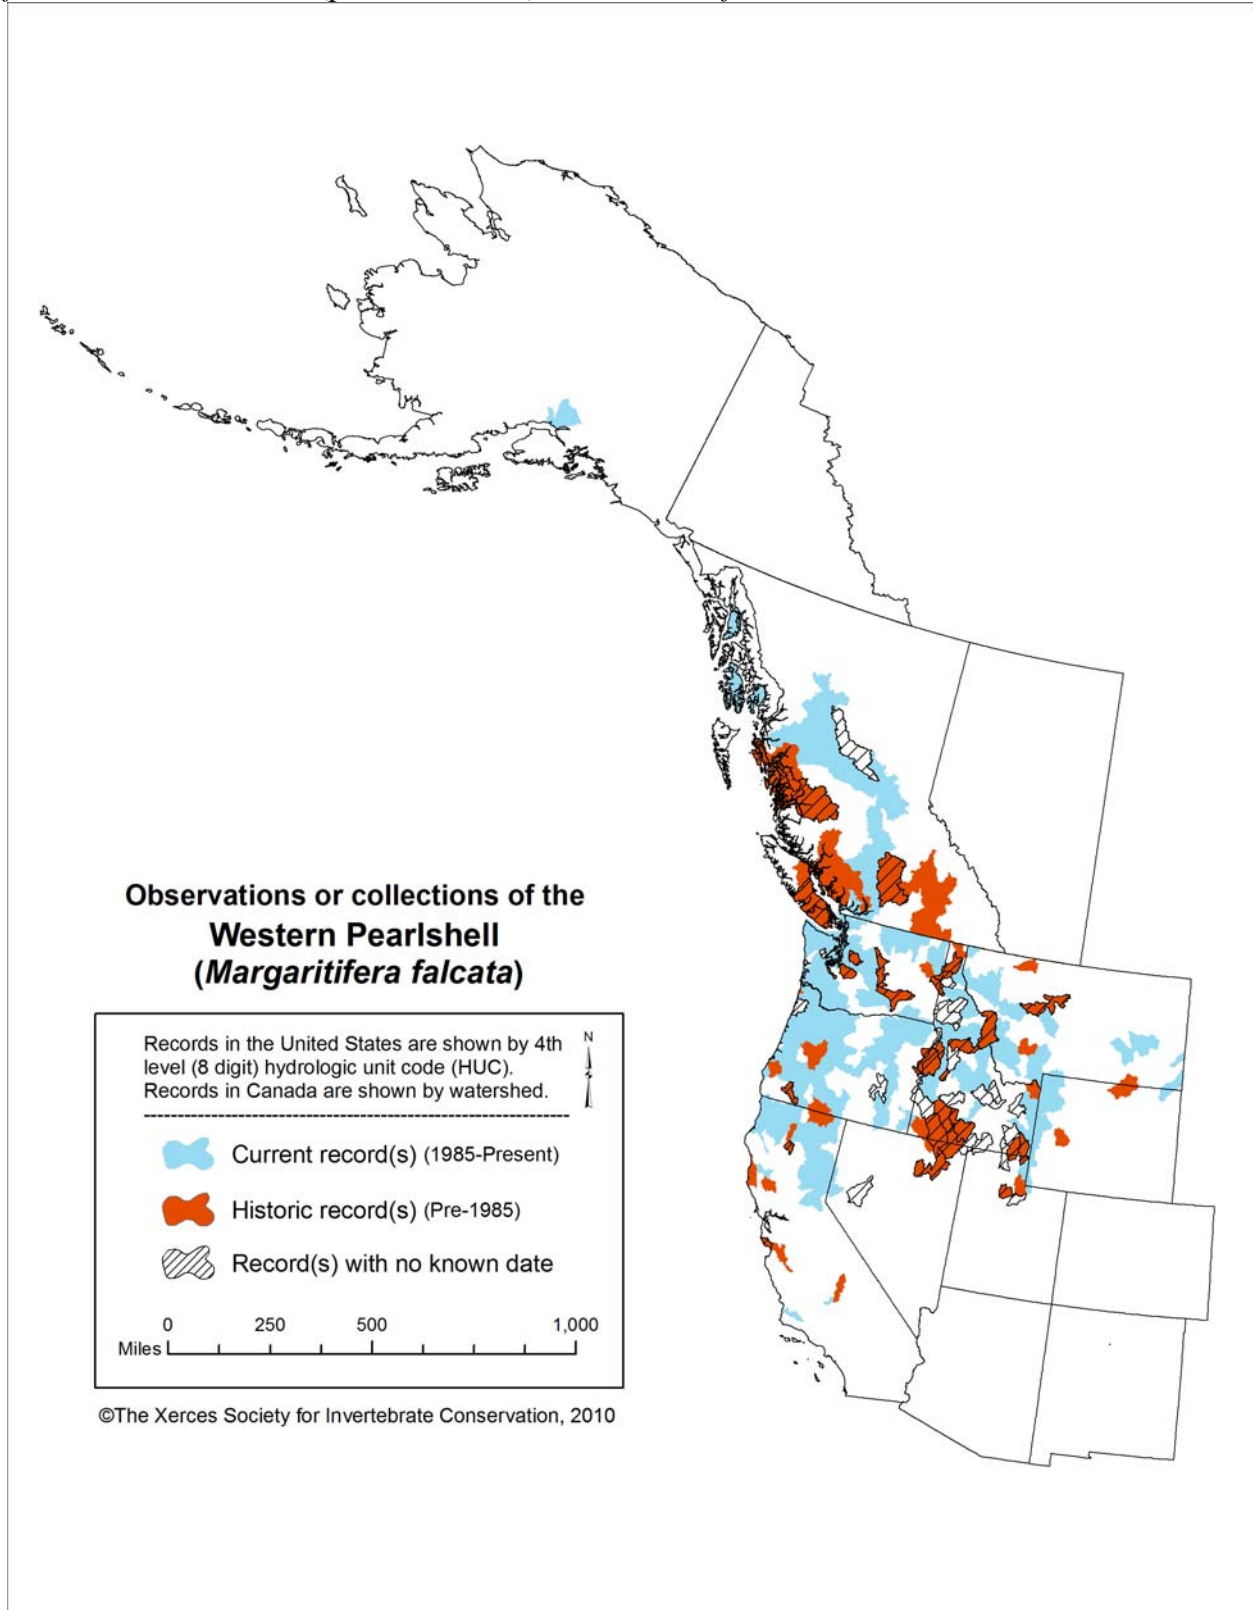 Observations or collections of the
Western Pearlshell
(Margaritifera falcata)
Records in the United States are shown by 4th
level (8 digit) hydrologic unit code (HUC).
Records in Canada are shown by watershed.
N
Current record(s) (1985-Present)
Historic record(s) (Pre-1985)
Record(s) with no known date
0 250 500 1,000
Miles
©The Xerces Society for Invertebrate Conservation, 2010